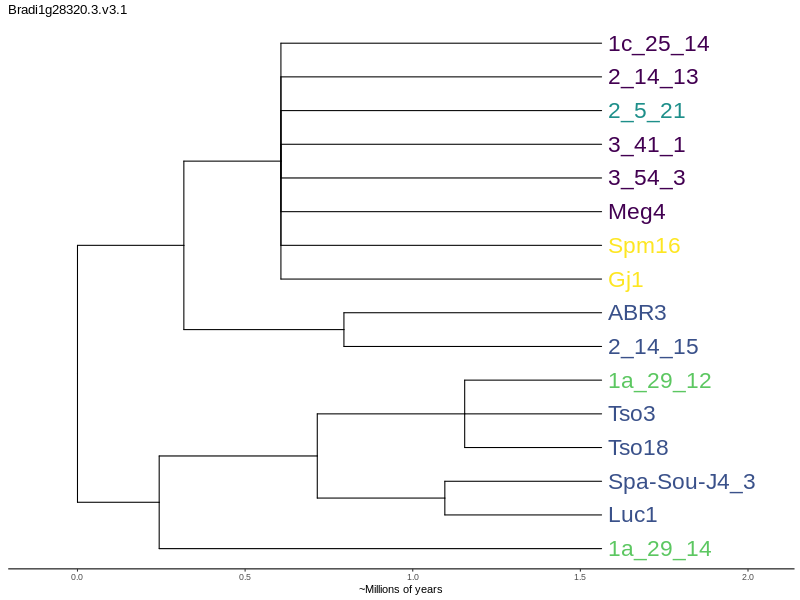 Bradi1g28320.3.v3.1
1c_25_14
2_14_13
2_5_21
3_41_1
3_54_3
Meg4
Spm16
Gj1
ABR3
2_14_15
1a_29_12
Tso3
Tso18
Spa-Sou-J4_3
Luc1
1a_29_14
0.0 0.5 1.0 1.5 2.0
~Millions of years